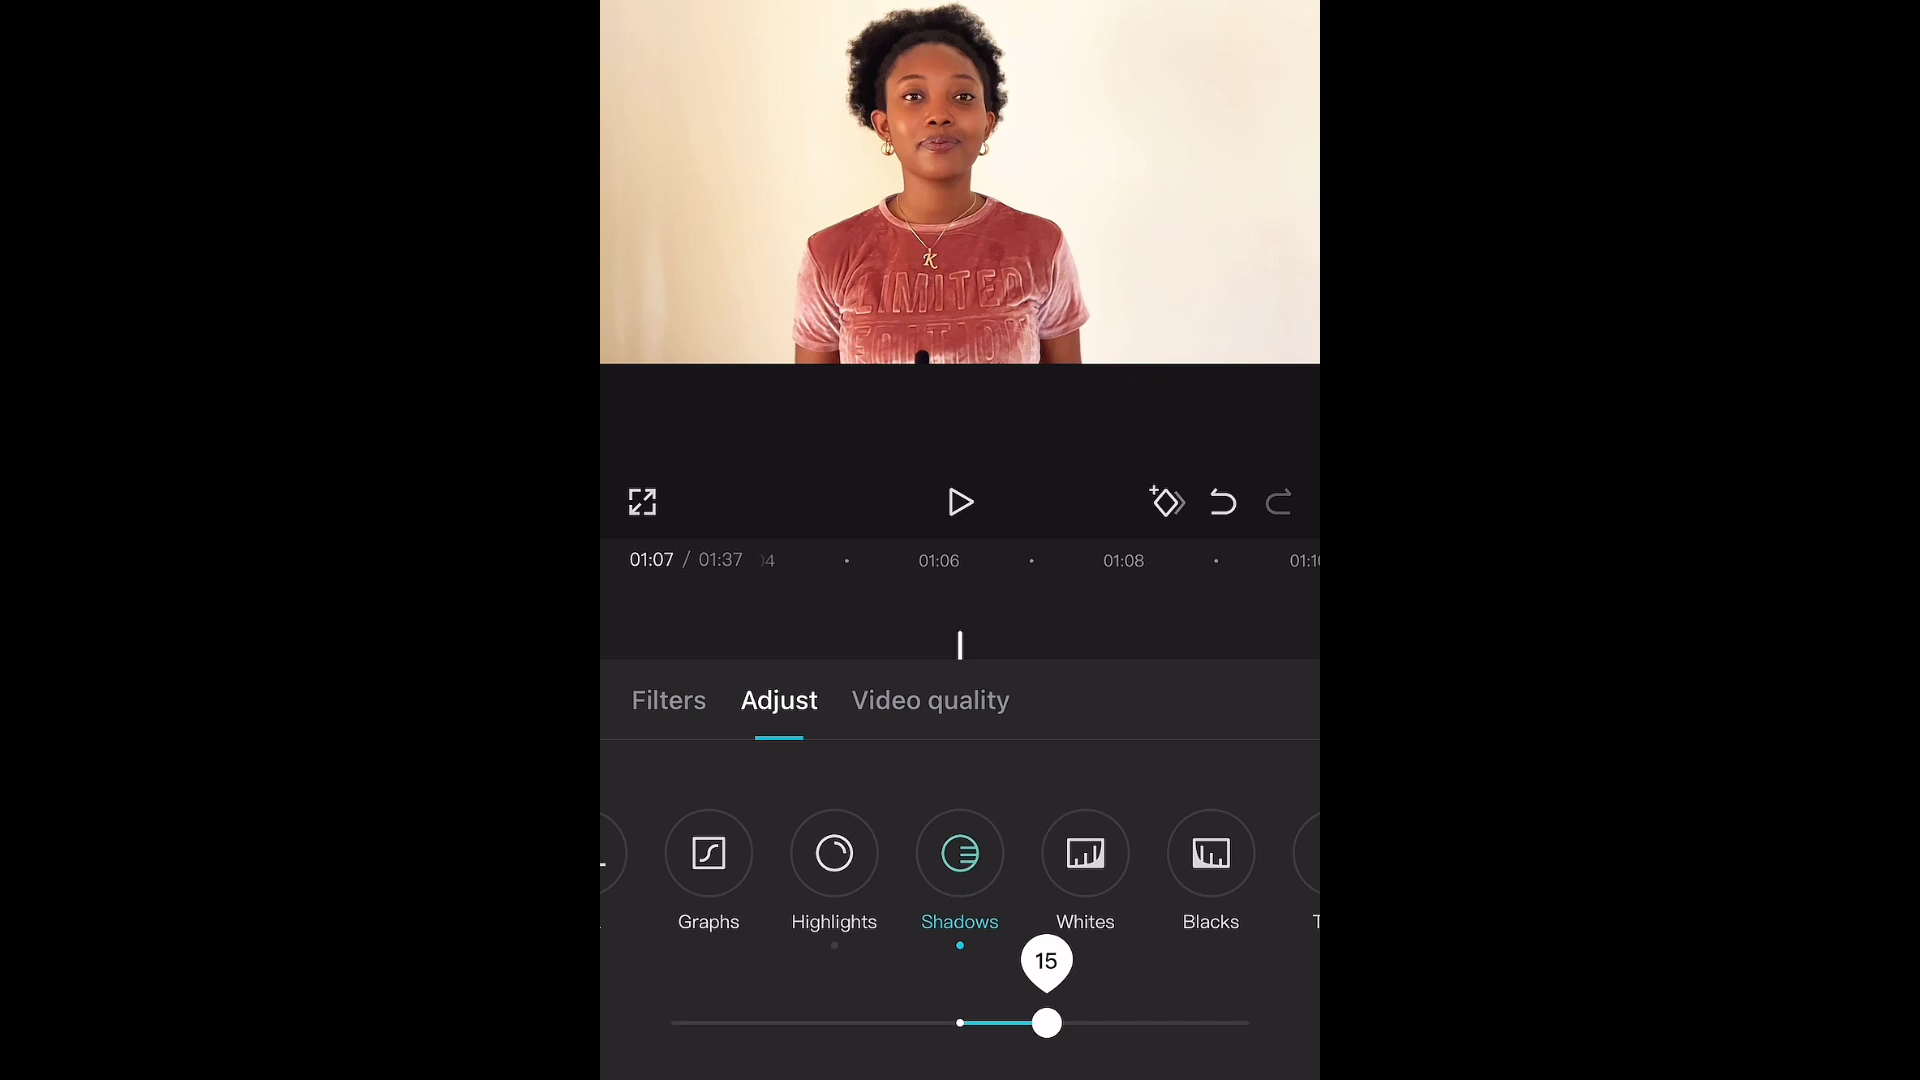 K
LIMITED
EDITION
01:07 / 01:37
01:06
01:08
Filters Adjust Video quality
Graphs Highlights Shadows Whites Blacks
15